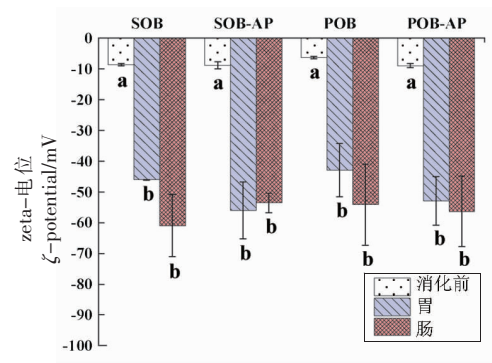 SOB SOB-AP POB POB-AP
0
-10
-20
-30
-40
-50
-60
-70
-80
-90
-100
zeta-电位
ζ-potential/mV
a a a a
b b b b b b b b
消化前
胃
肠